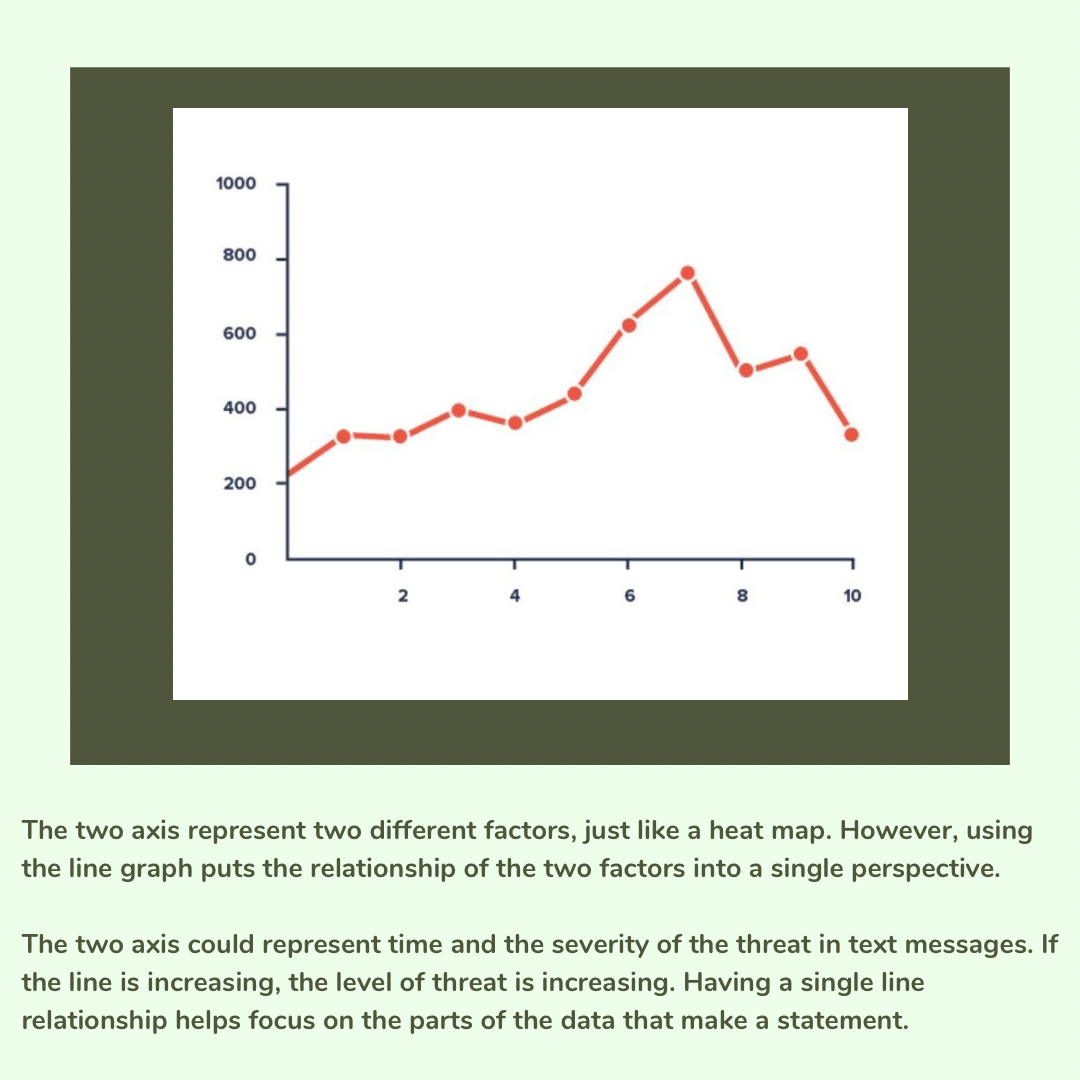 1000
800
600
400
200
0
2 4 6 8 10
The two axis represent two different factors, just like a heat map. However, using
the line graph puts the relationship of the two factors into a single perspective.
The two axis could represent time and the severity of the threat in text messages. If
the line is increasing, the level of threat is increasing. Having a single line
relationship helps focus on the parts of the data that make a statement.